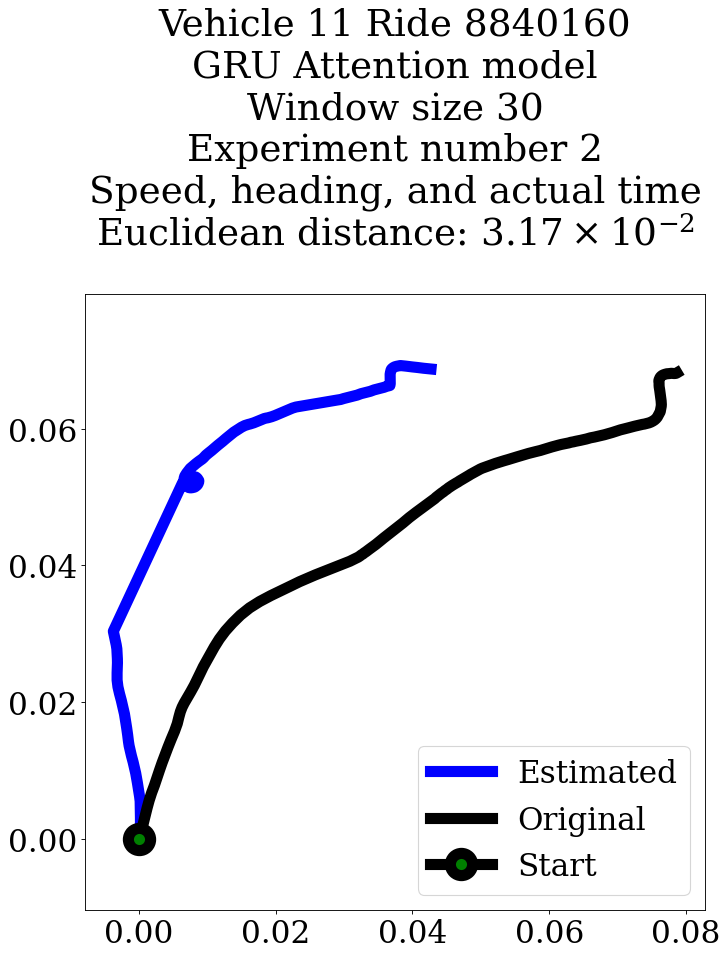 Vehicle 11 Ride 8840160
GRU Attention model
Window size 30
Experiment number 2
Speed, heading, and actual time
Euclidean distance: 3.17 × 10⁻²
0.06
0.04
0.02
0.00
Estimated
Original
Start
0.00 0.02 0.04 0.06 0.08